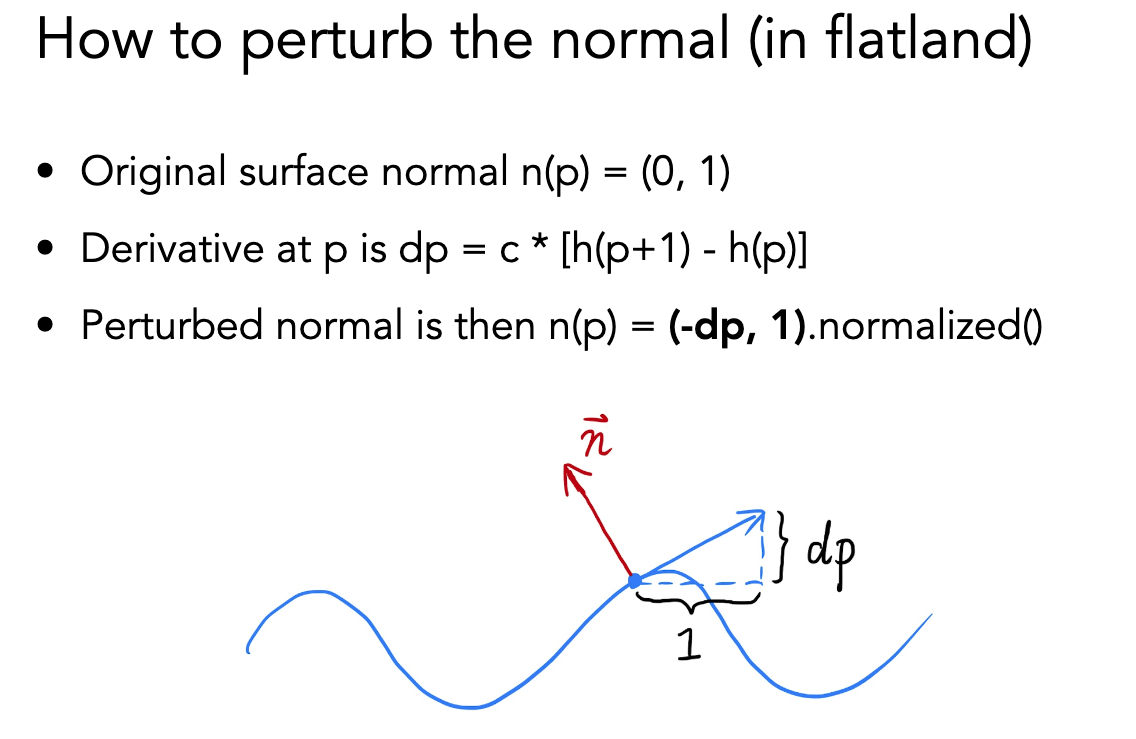 How to perturb the normal (in flatland)
• Original surface normal n(p) = (0, 1)
• Derivative at p is dp = c * [h(p+1) - h(p)]
• Perturbed normal is then n(p) = (-dp, 1).normalized()
n⃗
} dp
1